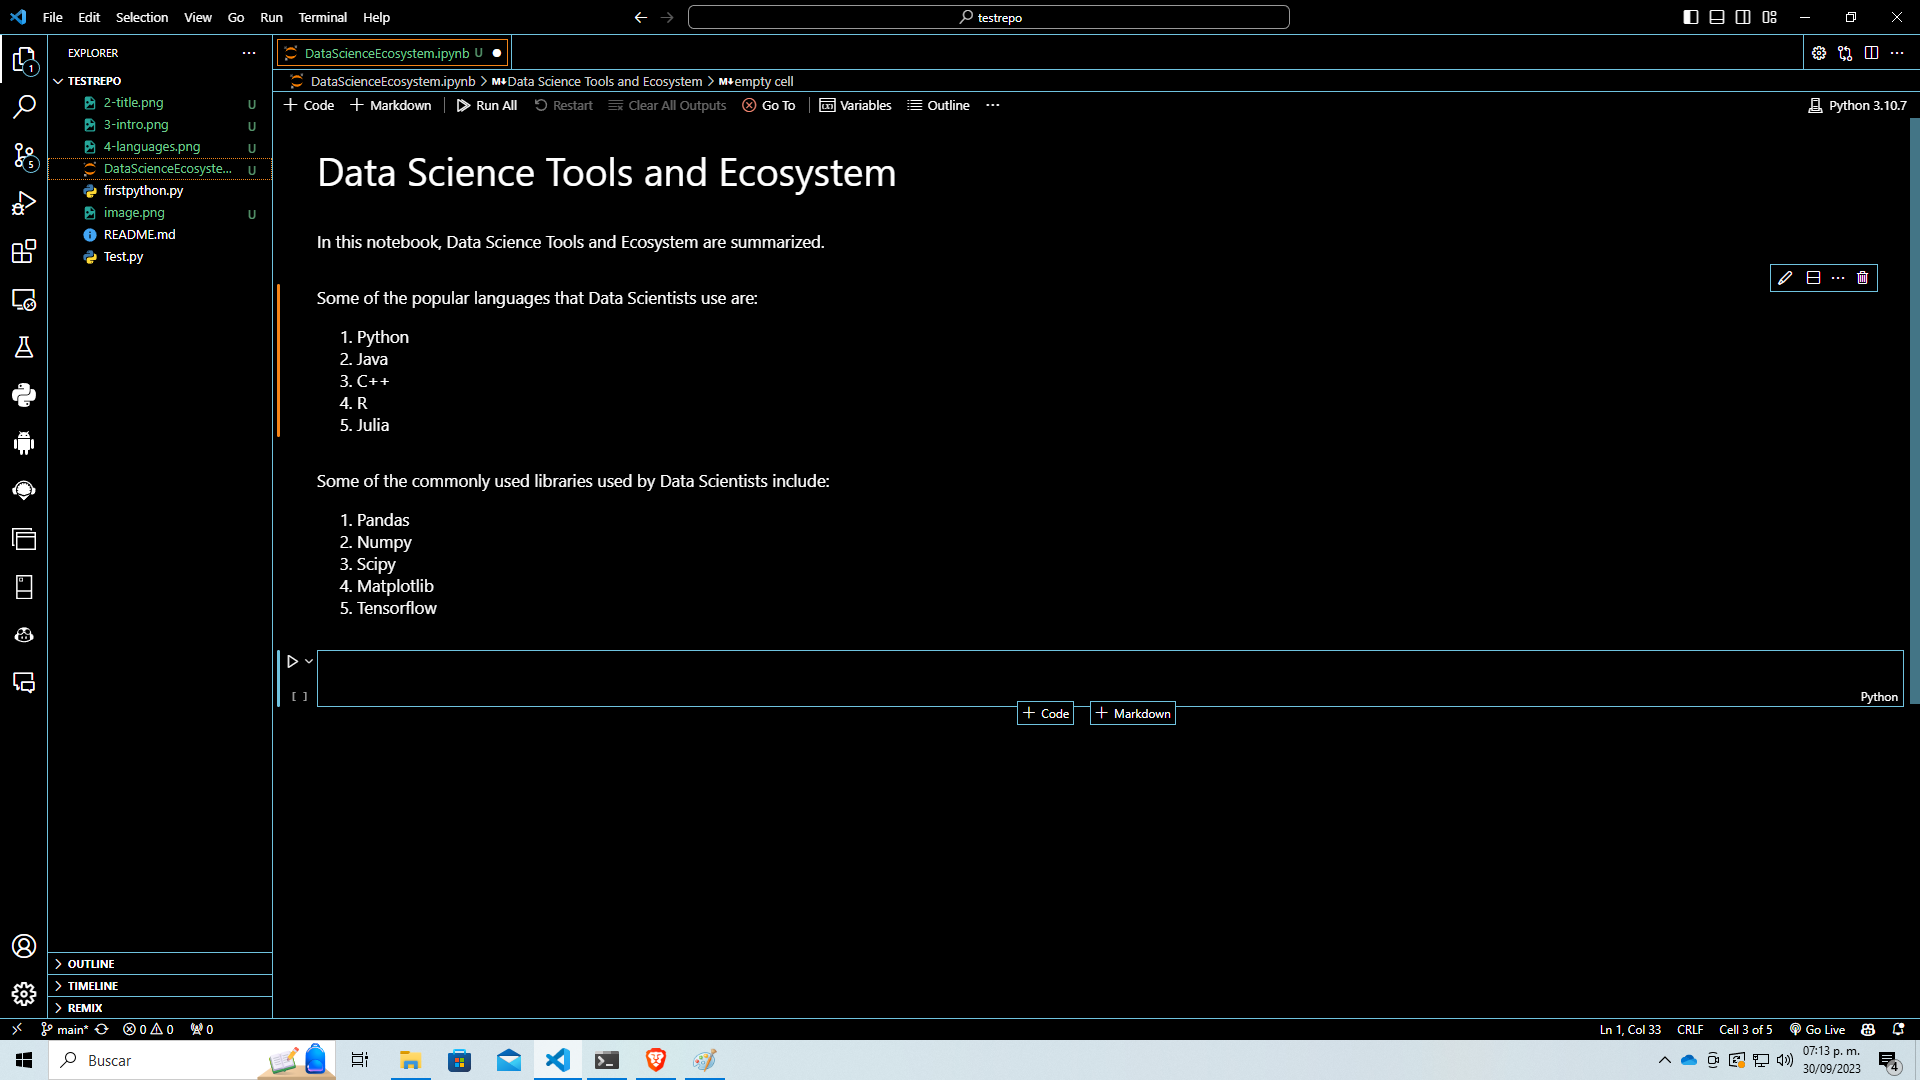 File Edit Selection View Go Run Terminal Help
testrepo
EXPLORER
TESTREPO
2-title.png U
3-intro.png U
4-languages.png U
DataScienceEcosyste... U
firstpython.py
image.png U
README.md
Test.py
OUTLINE
TIMELINE
REMIX
1
5
DataScienceEcosystem.ipynb U
DataScienceEcosystem.ipynb > M↓Data Science Tools and Ecosystem > M↓empty cell
+ Code + Markdown Run All Restart Clear All Outputs Go To Variables Outline ... Python 3.10.7
Data Science Tools and Ecosystem
In this notebook, Data Science Tools and Ecosystem are summarized.
Some of the popular languages that Data Scientists use are:
1. Python
2. Java
3. C++
4. R
5. Julia
Some of the commonly used libraries used by Data Scientists include:
1. Pandas
2. Numpy
3. Scipy
4. Matplotlib
5. Tensorflow
[ ]
Python
+ Code + Markdown
main* 0 0 0 Ln 1, Col 33 CRLF Cell 3 of 5 Go Live
Buscar
07:13 p. m.
30/09/2023
4